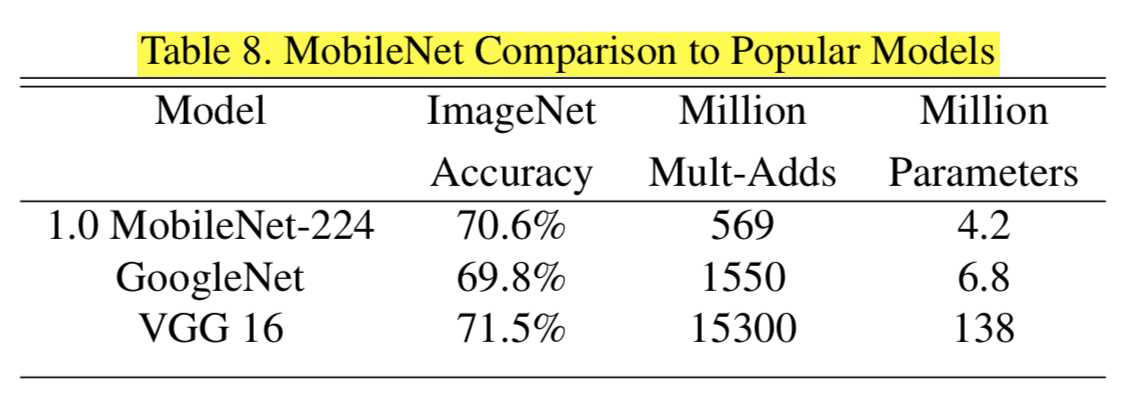 Table 8. MobileNet Comparison to Popular Models
Model ImageNet Million Million
Accuracy Mult-Adds Parameters
1.0 MobileNet-224 70.6% 569 4.2
GoogleNet 69.8% 1550 6.8
VGG 16 71.5% 15300 138